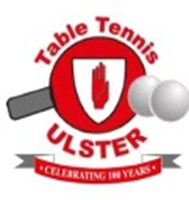 Table Tennis
ULSTER
• CELEBRATING 100 YEARS •